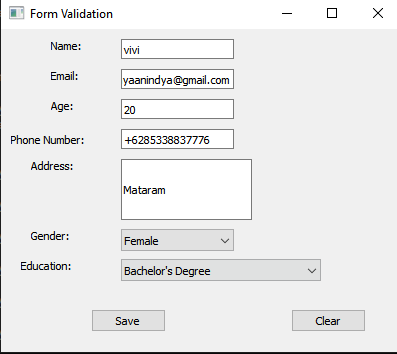 Form Validation
Name: vivi
Email: yaanindya@gmail.com
Age: 20
Phone Number: +6285338837776
Address: Mataram
Gender: Female
Education: Bachelor's Degree
Save Clear